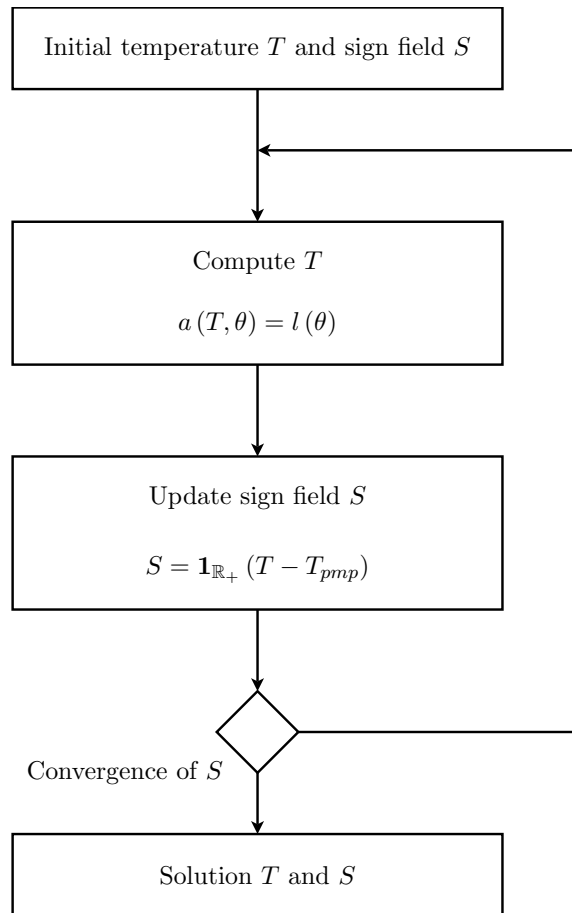 Initial temperature T and sign field S
Compute T
a (T, θ) = l (θ)
Update sign field S
S = 𝟏_{ℝ₊} (T − T_{pmp})
Convergence of S
Solution T and S